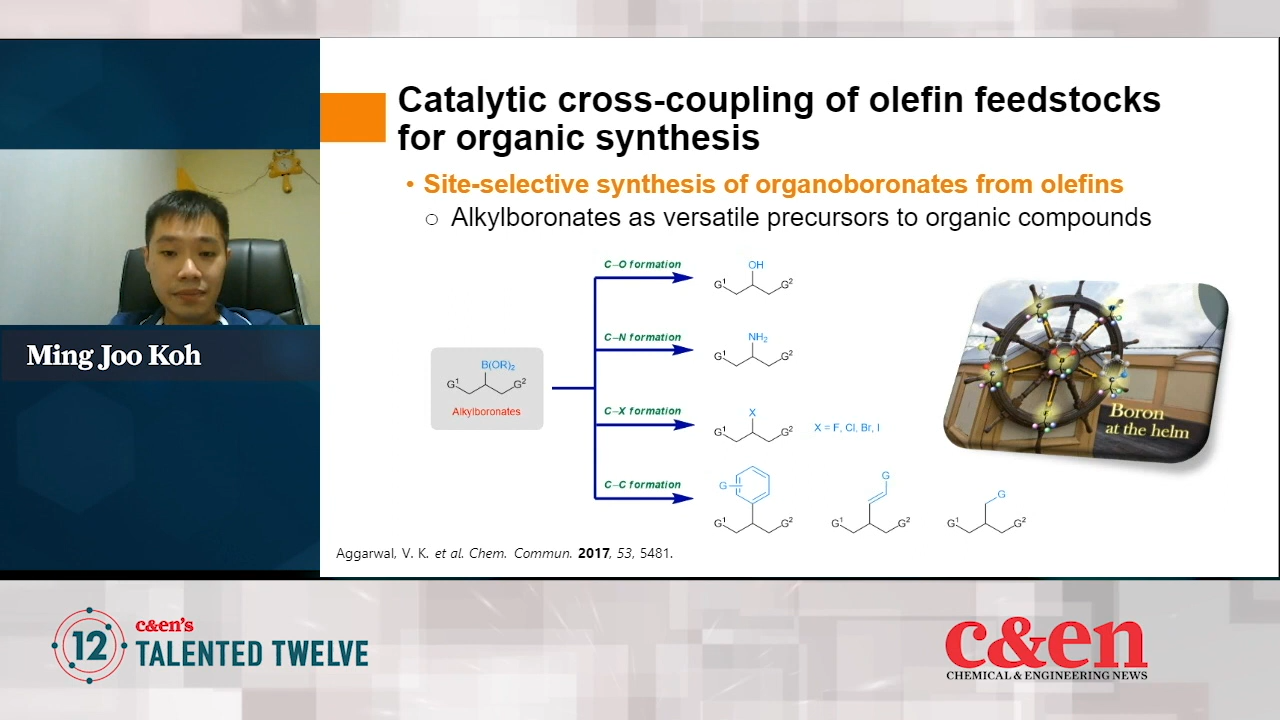 Catalytic cross-coupling of olefin feedstocks
for organic synthesis
• Site-selective synthesis of organoboronates from olefins
○ Alkylboronates as versatile precursors to organic compounds
C–O formation
OH
G1
G2
C–N formation
NH2
G1
G2
B(OR)2
G1
G2
Alkylboronates
C–X formation
X
G1
G2
X = F, Cl, Br, I
C–C formation
G
G1
G2
G
G1
G2
G
G1
G2
Boron
at the helm
Aggarwal, V. K. et al. Chem. Commun. 2017, 53, 5481.
Ming Joo Koh
12
c&en's
TALENTED TWELVE
c&en
CHEMICAL & ENGINEERING NEWS